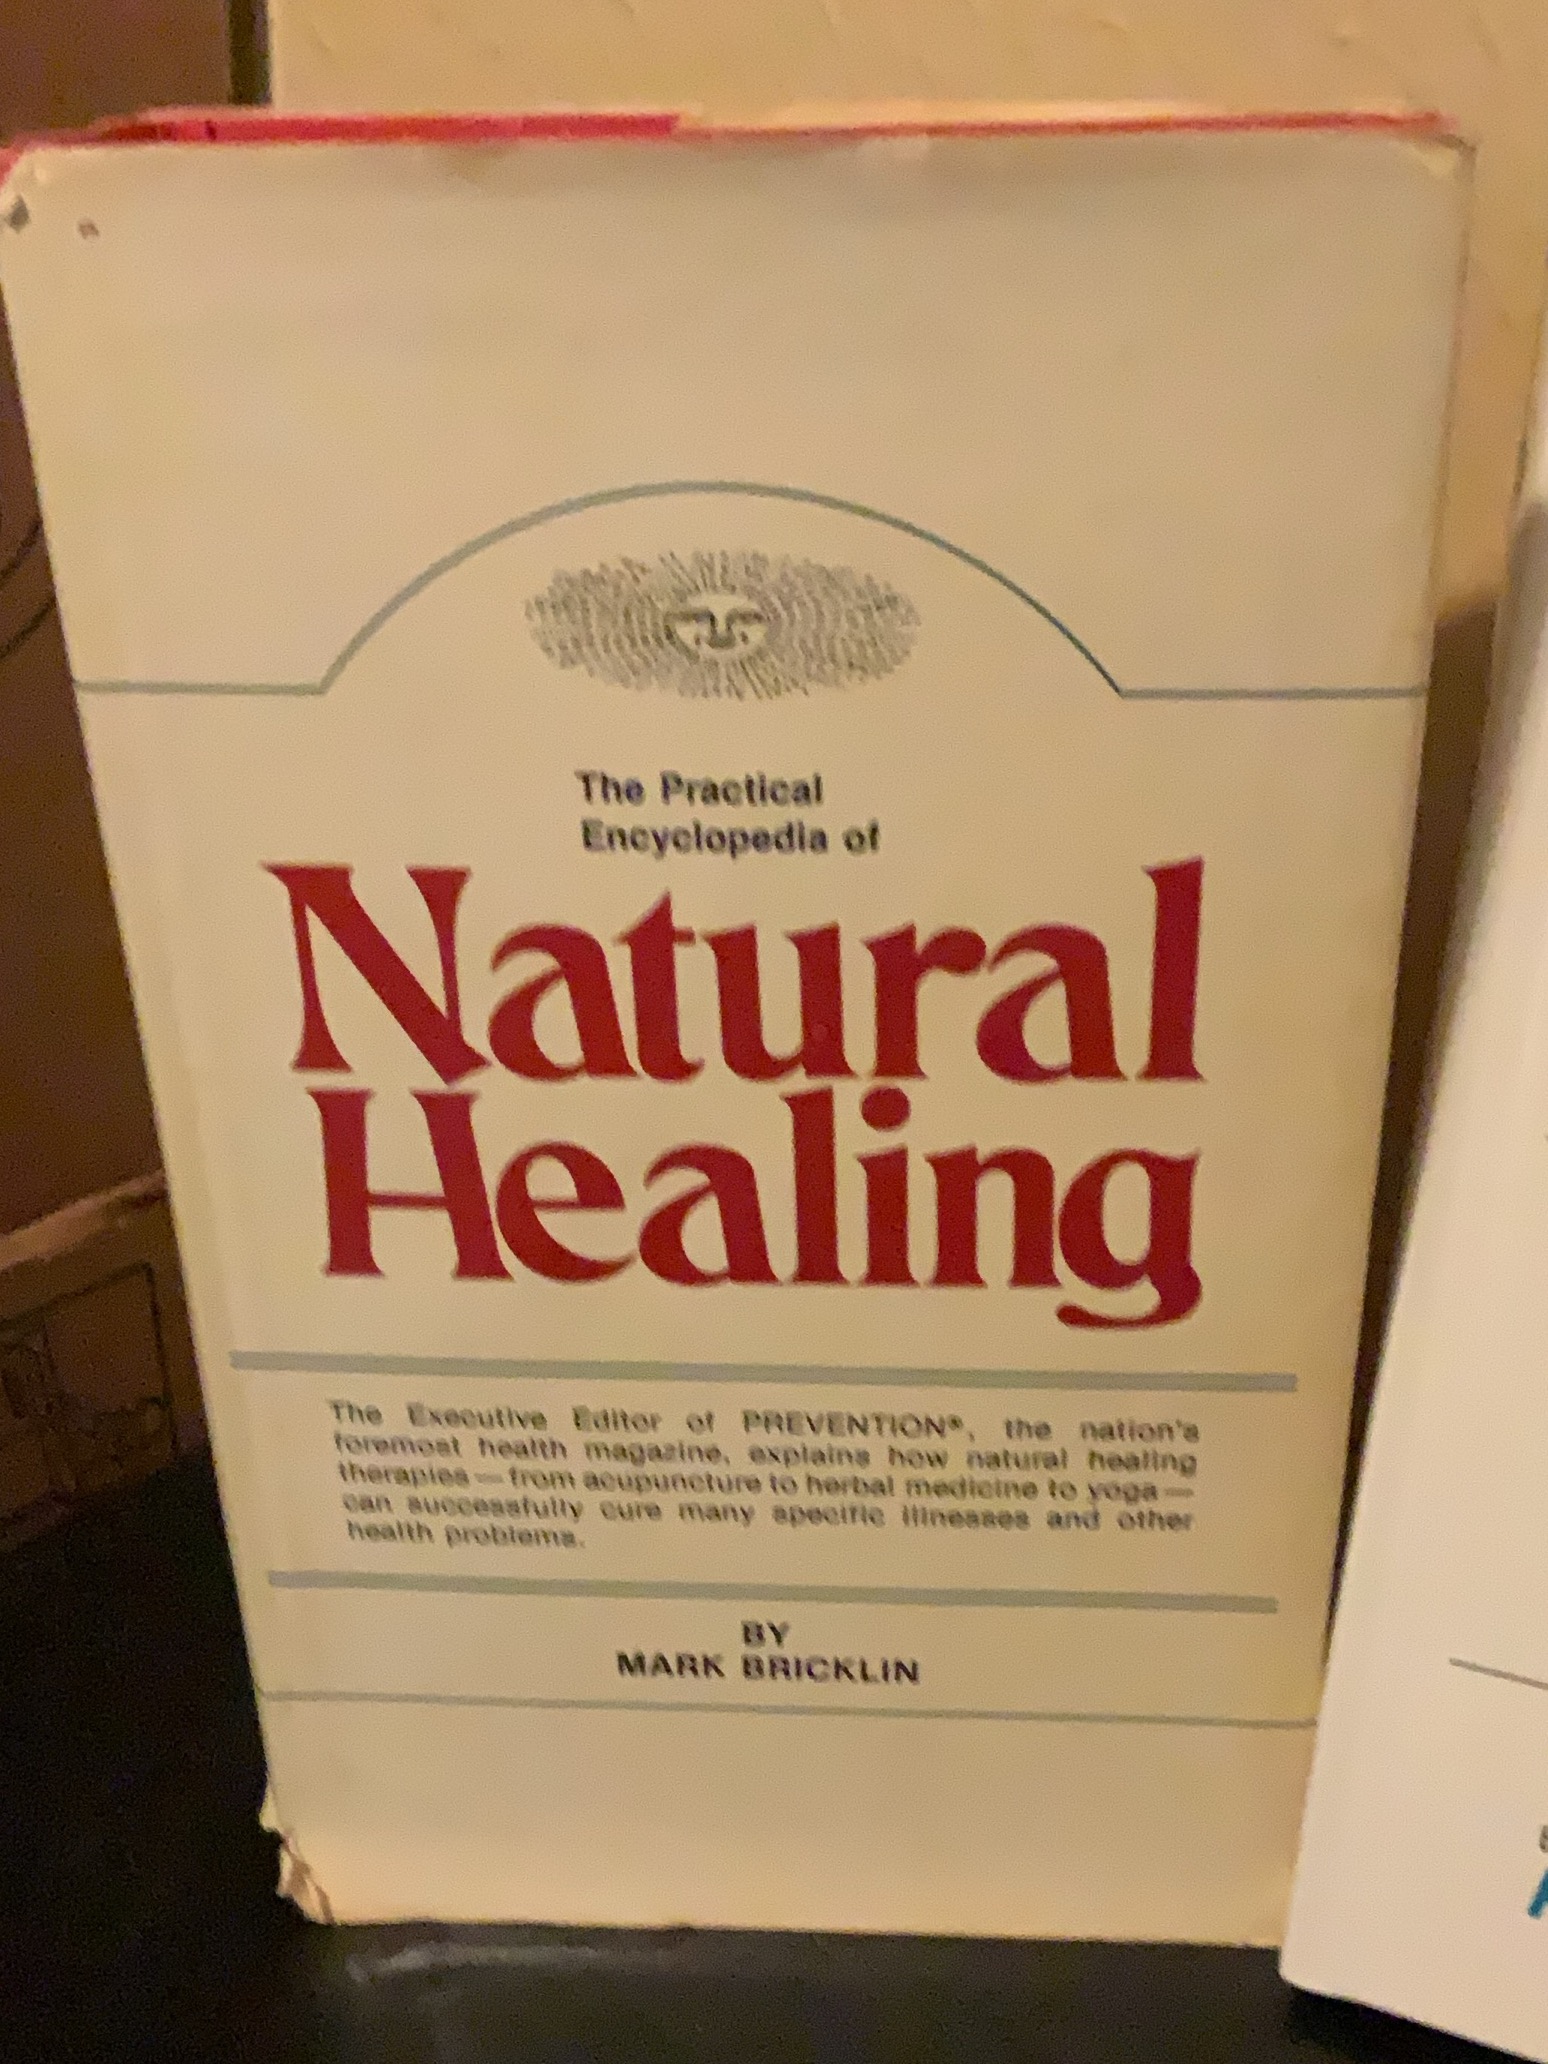 The Practical
Encyclopedia of
Natural
Healing
The Executive Editor of PREVENTION®, the nation's
foremost health magazine, explains how natural healing
therapies — from acupuncture to herbal medicine to yoga —
can successfully cure many specific illnesses and other
health problems.
BY
MARK BRICKLIN